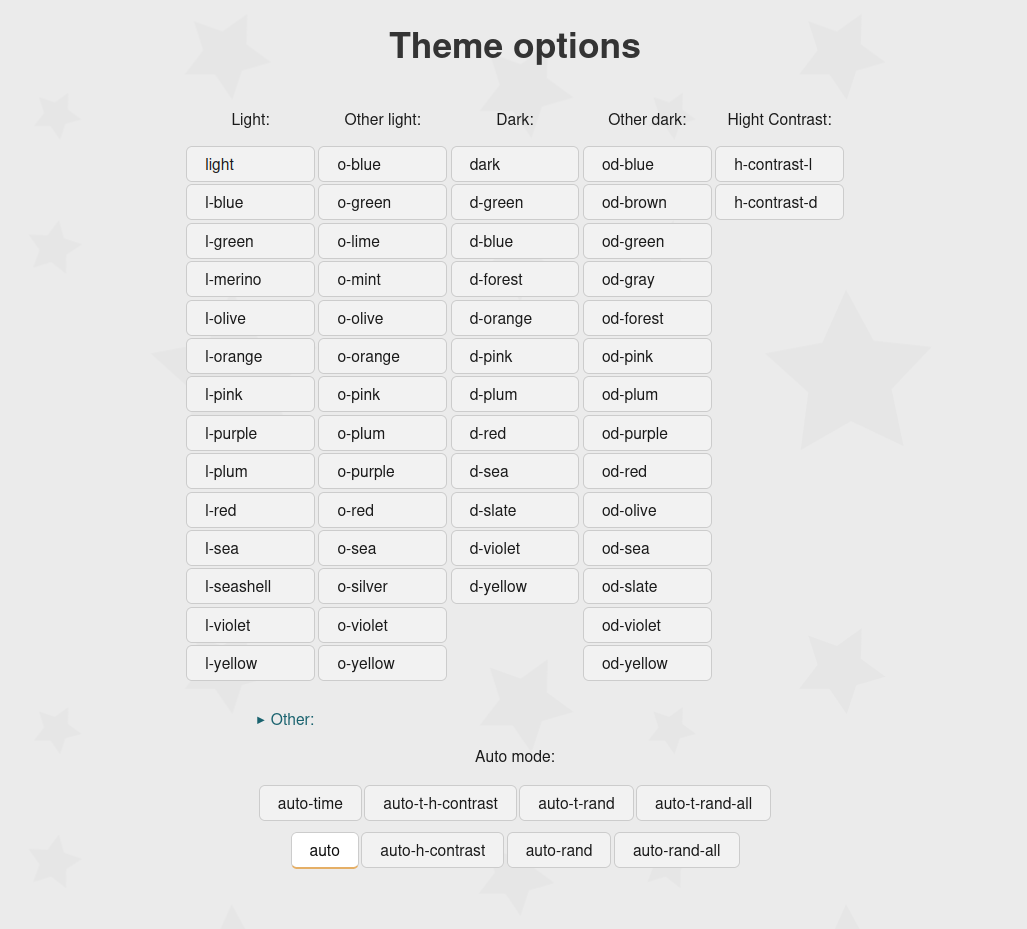 Theme options
Light: Other light: Dark: Other dark: Hight Contrast:
light o-blue dark od-blue h-contrast-l
l-blue o-green d-green od-brown h-contrast-d
l-green o-lime d-blue od-green
l-merino o-mint d-forest od-gray
l-olive o-olive d-orange od-forest
l-orange o-orange d-pink od-pink
l-pink o-pink d-plum od-plum
l-purple o-plum d-red od-purple
l-plum o-purple d-sea od-red
l-red o-red d-slate od-olive
l-sea o-sea d-violet od-sea
l-seashell o-silver d-yellow od-slate
l-violet o-violet od-violet
l-yellow o-yellow od-yellow
▸ Other:
Auto mode:
auto-time auto-t-h-contrast auto-t-rand auto-t-rand-all
auto auto-h-contrast auto-rand auto-rand-all